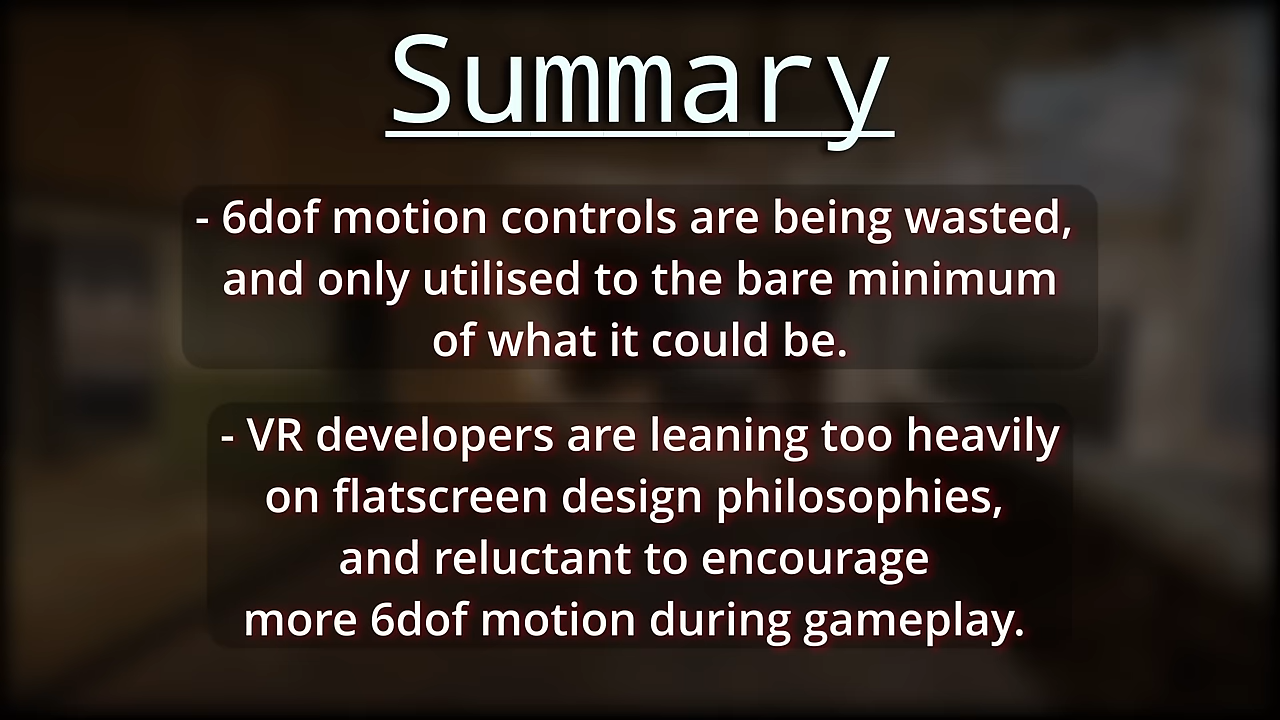 Summary
- 6dof motion controls are being wasted,
and only utilised to the bare minimum
of what it could be.
- VR developers are leaning too heavily
on flatscreen design philosophies,
and reluctant to encourage
more 6dof motion during gameplay.